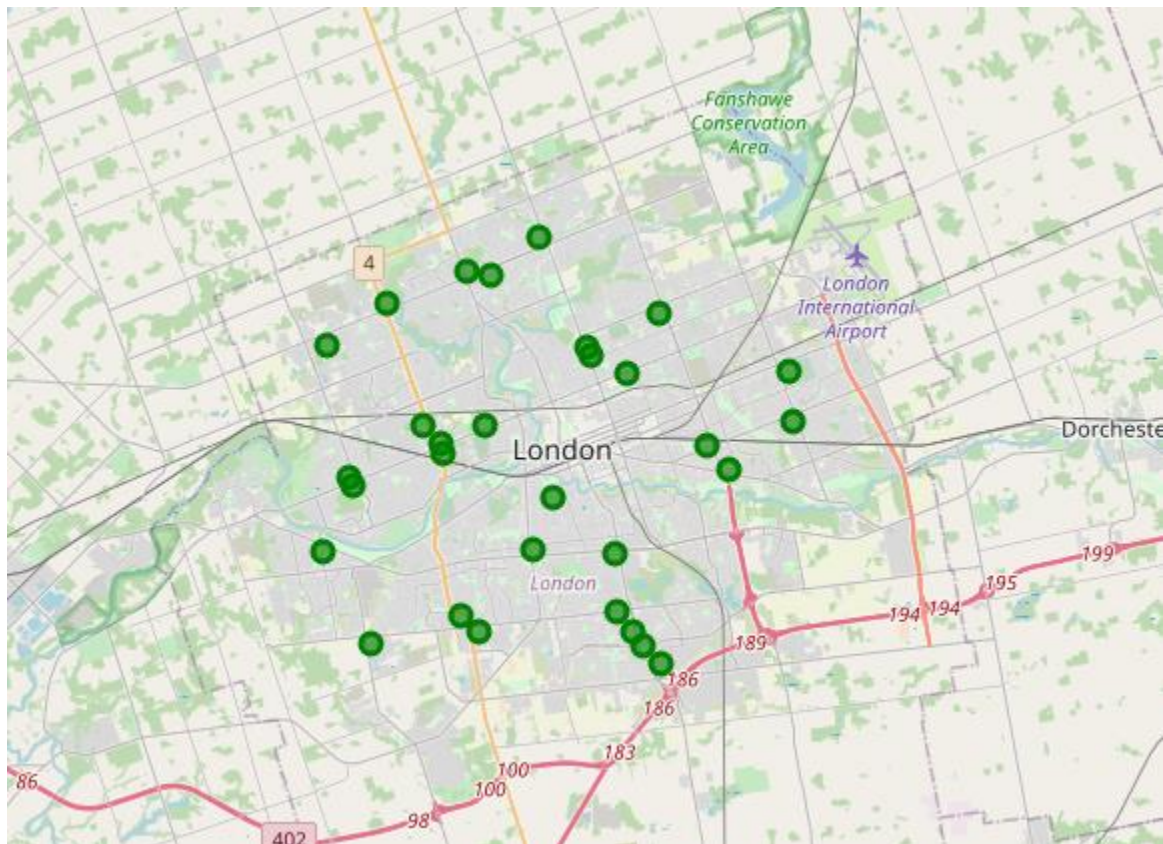 Fanshawe
Conservation
Area
4
London
International
Airport
London
Dorcheste
London
199
195
194
194
189
186
186
183
100
100
98
86
402